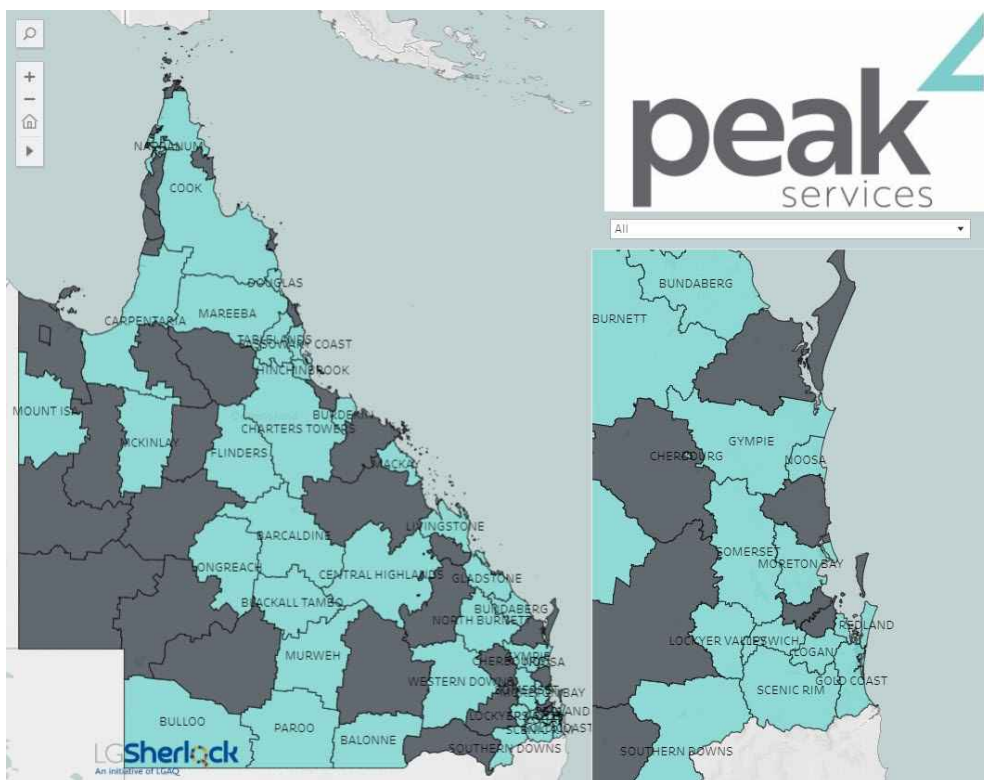 peak
services
All
NAPRANUM
COOK
DOUGLAS
MAREEBA
CARPENTARIA
TABLELANDS
CASSOWARY COAST
HINCHINBROOK
MOUNT ISA
BURDEKIN
CHARTERS TOWERS
MCKINLAY
FLINDERS
MACKAY
LIVINGSTONE
BARCALDINE
LONGREACH
CENTRAL HIGHLANDS
GLADSTONE
BLACKALL TAMBO
BUNDABERG
NORTH BURNETT
MURWEH
GYMPIE
CHERBOURG
NOOSA
WESTERN DOWNS
SOMERSET
BULLOO
PAROO
BALONNE
SOUTHERN DOWNS
LGSherlock
An initiative of LGAQ
BUNDABERG
BURNETT
GYMPIE
CHERBOURG
NOOSA
SOMERSET
MORETON BAY
REDLAND
LOCKYER VALLEY
IPSWICH
LOGAN
GOLD COAST
SCENIC RIM
SOUTHERN DOWNS